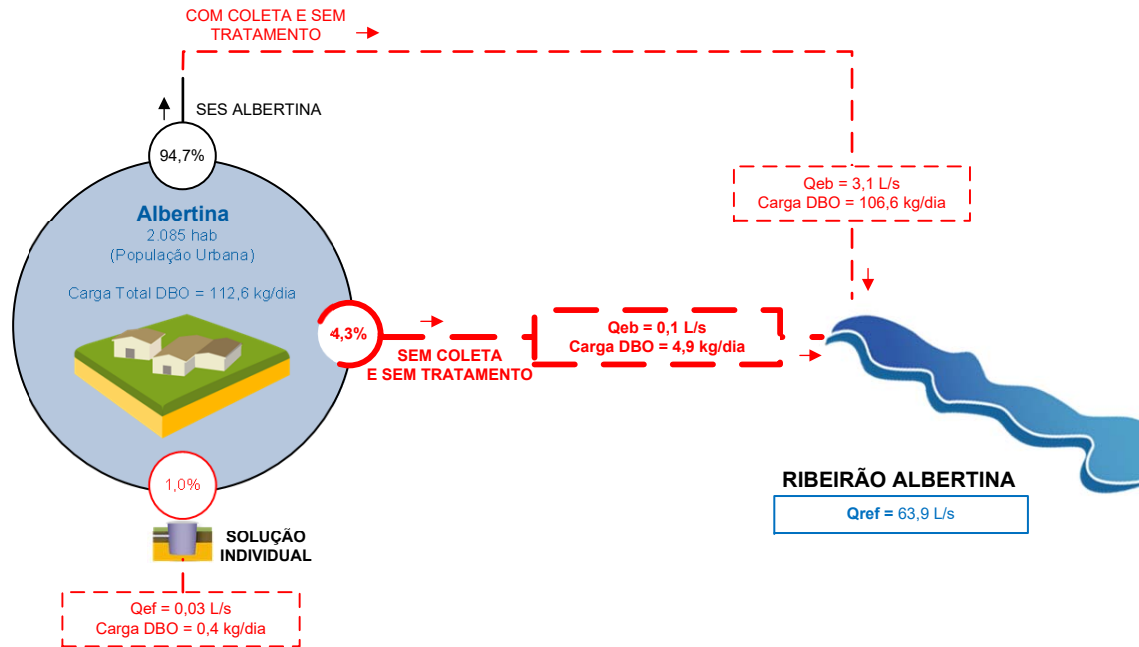 COM COLETA E SEM
TRATAMENTO
SES ALBERTINA
94,7%
Qeb = 3,1 L/s
Carga DBO = 106,6 kg/dia
Albertina
2.085 hab
(População Urbana)
Carga Total DBO = 112,6 kg/dia
4,3%
SEM COLETA
E SEM TRATAMENTO
Qeb = 0,1 L/s
Carga DBO = 4,9 kg/dia
RIBEIRÃO ALBERTINA
Qref = 63,9 L/s
1,0%
SOLUÇÃO
INDIVIDUAL
Qef = 0,03 L/s
Carga DBO = 0,4 kg/dia